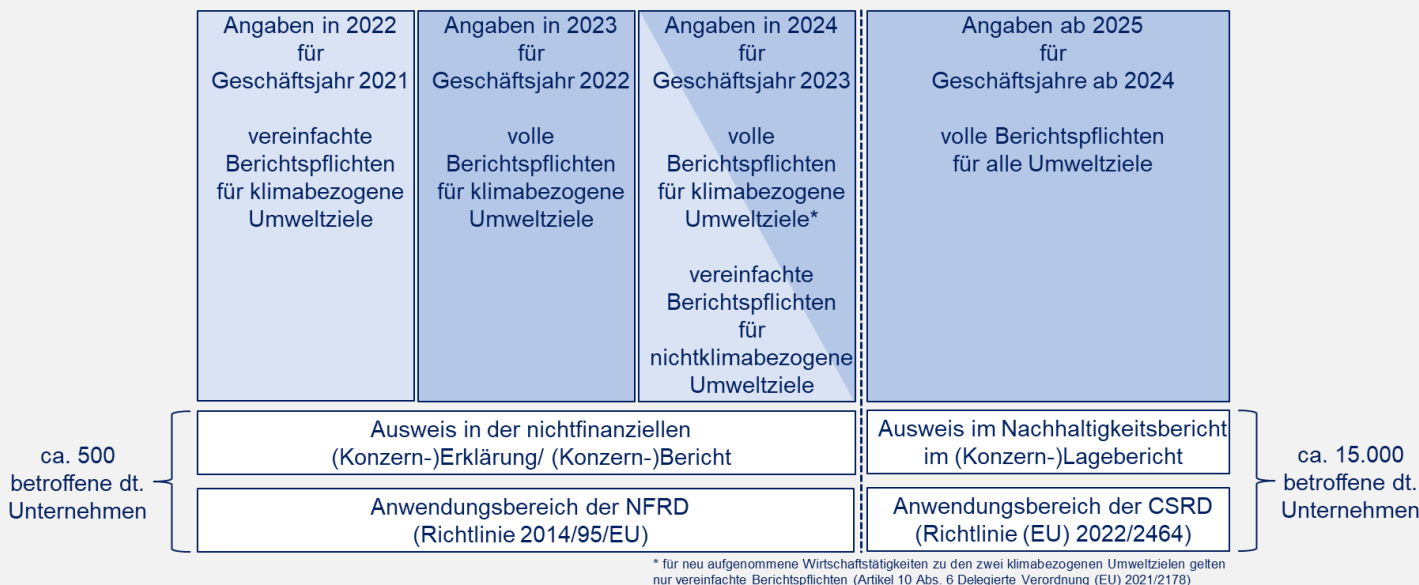 Angaben in 2022
für
Geschäftsjahr 2021
vereinfachte
Berichtspflichten
für klimabezogene
Umweltziele
Angaben in 2023
für
Geschäftsjahr 2022
volle
Berichtspflichten
für klimabezogene
Umweltziele
Angaben in 2024
für
Geschäftsjahr 2023
volle
Berichtspflichten
für klimabezogene
Umweltziele*
vereinfachte
Berichtspflichten
für
nichtklimabezogene
Umweltziele
Angaben ab 2025
für
Geschäftsjahre ab 2024
volle Berichtspflichten
für alle Umweltziele
ca. 500
betroffene dt.
Unternehmen
Ausweis in der nichtfinanziellen
(Konzern-)Erklärung/ (Konzern-)Bericht
Anwendungsbereich der NFRD
(Richtlinie 2014/95/EU)
Ausweis im Nachhaltigkeitsbericht
im (Konzern-)Lagebericht
Anwendungsbereich der CSRD
(Richtlinie (EU) 2022/2464)
ca. 15.000
betroffene dt.
Unternehmen
* für neu aufgenommene Wirtschaftstätigkeiten zu den zwei klimabezogenen Umweltzielen gelten
nur vereinfachte Berichtspflichten (Artikel 10 Abs. 6 Delegierte Verordnung (EU) 2021/2178)